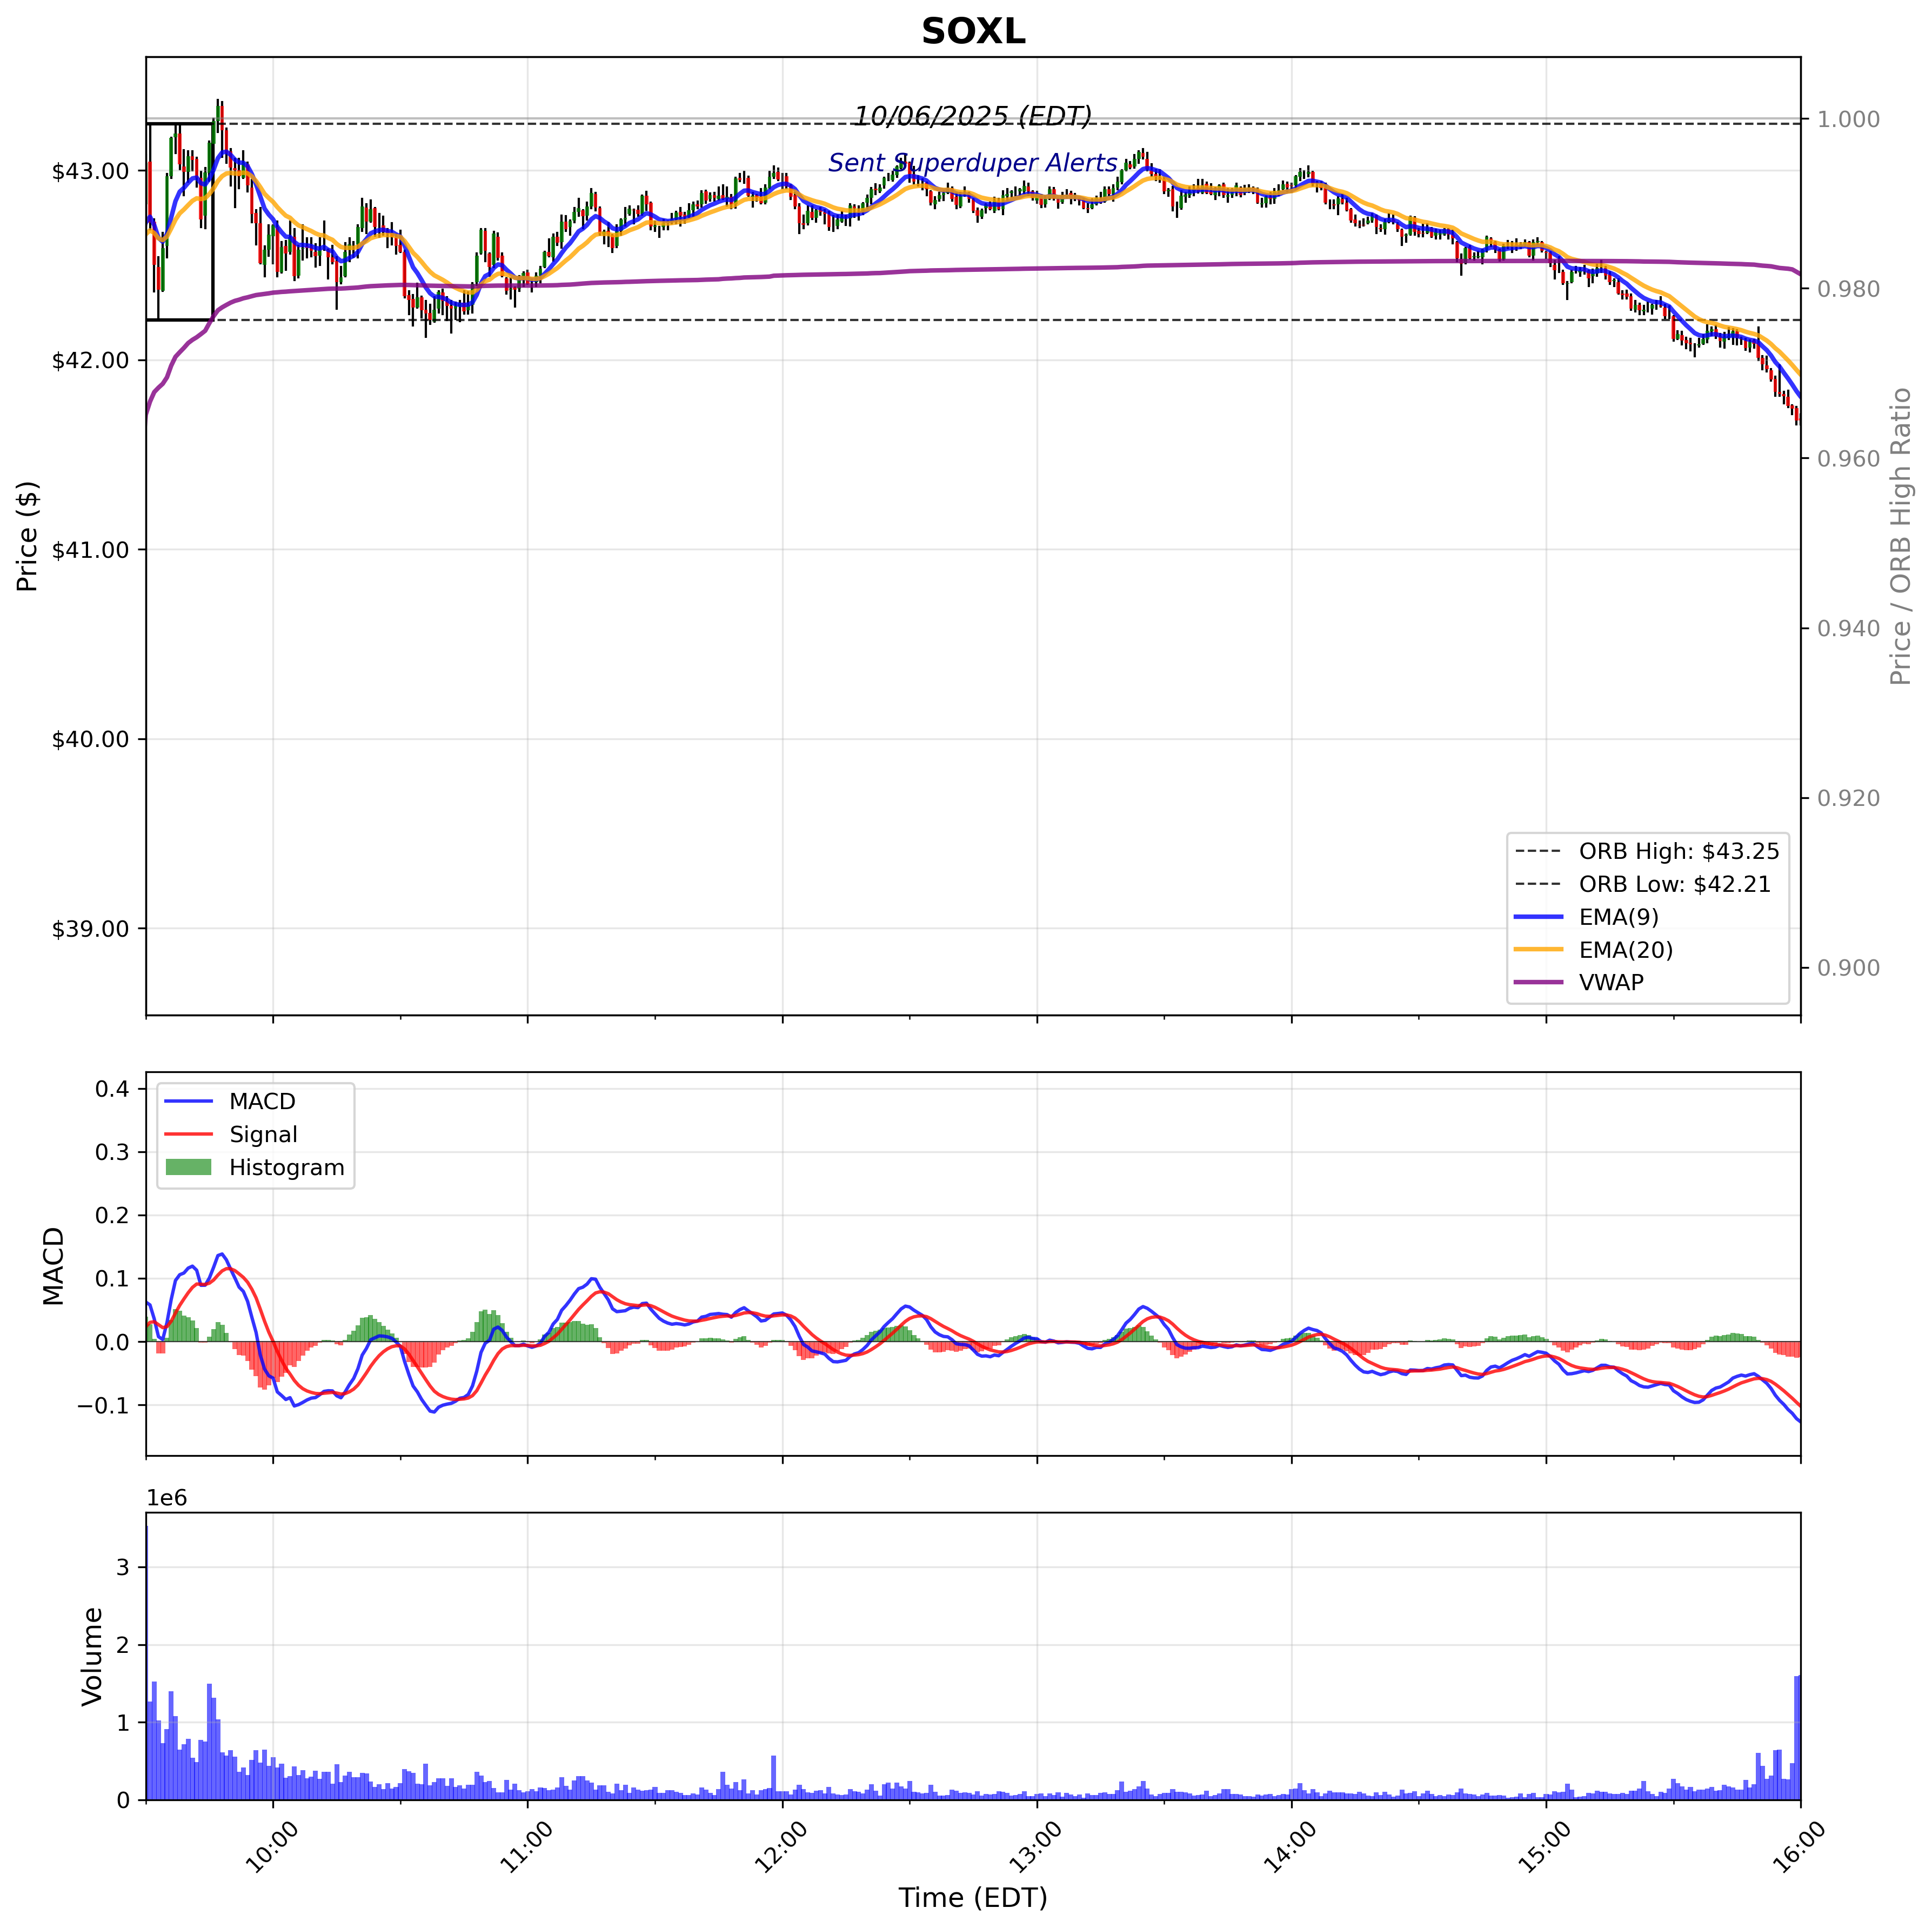 SOXL
10/06/2025 (EDT)
Sent Superduper Alerts
Price ($)
$43.00
$42.00
$41.00
$40.00
$39.00
1.000
0.980
0.960
0.940
0.920
0.900
Price / ORB High Ratio
ORB High: $43.25
ORB Low: $42.21
EMA(9)
EMA(20)
VWAP
MACD
0.4
0.3
0.2
0.1
0.0
−0.1
MACD
Signal
Histogram
1e6
Volume
3
2
1
0
10:00
11:00
12:00
13:00
14:00
15:00
16:00
Time (EDT)